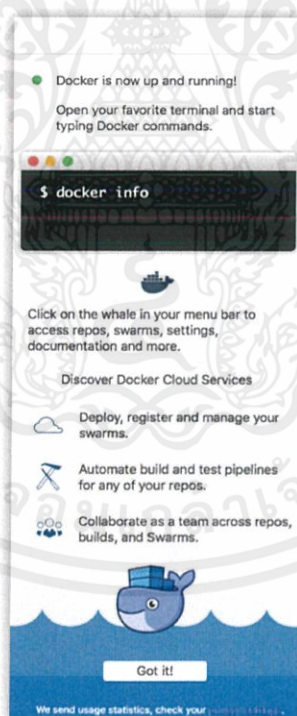 Docker is now up and running!
Open your favorite terminal and start
typing Docker commands.
$ docker info
Click on the whale in your menu bar to
access repos, swarms, settings,
documentation and more.
Discover Docker Cloud Services
Deploy, register and manage your
swarms.
Automate build and test pipelines
for any of your repos.
Collaborate as a team across repos,
builds, and Swarms.
Got it!
We send usage statistics, check your